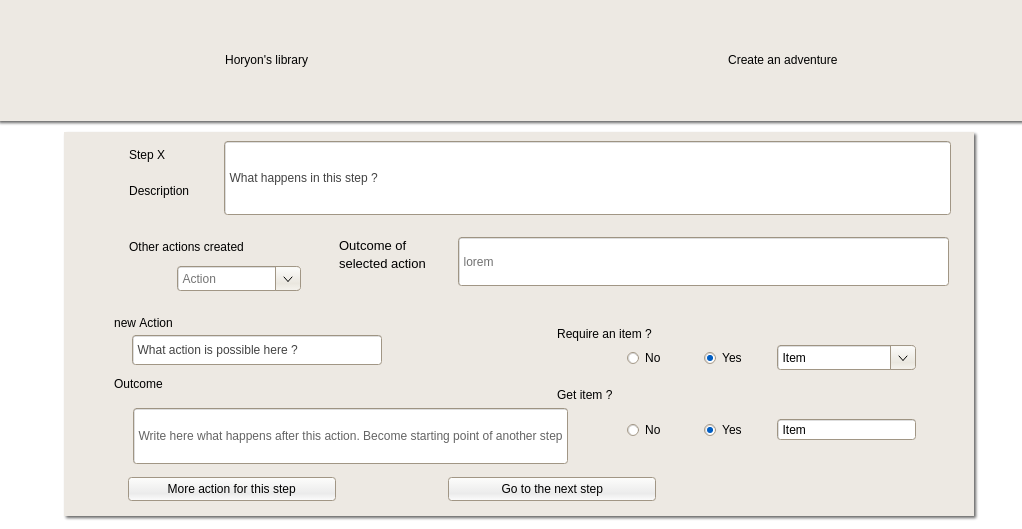 Horyon's library
Create an adventure
Step X
Description
What happens in this step ?
Other actions created
Action
Outcome of
selected action
lorem
new Action
What action is possible here ?
Outcome
Write here what happens after this action. Become starting point of another step
Require an item ?
No
Yes
Item
Get item ?
No
Yes
Item
More action for this step
Go to the next step